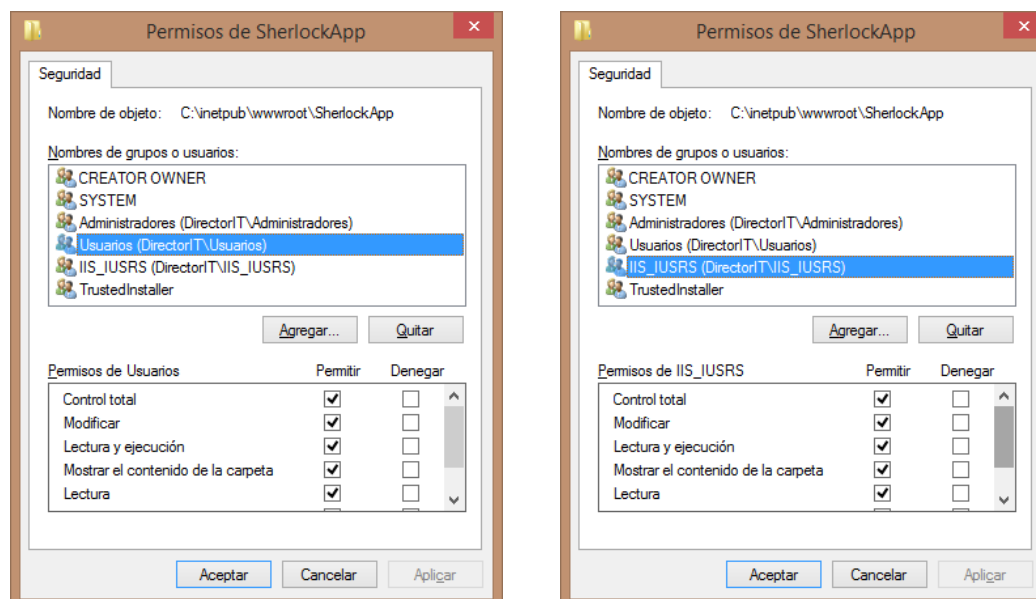 Permisos de SherlockApp
Seguridad
Nombre de objeto: C:\inetpub\wwwroot\SherlockApp
Nombres de grupos o usuarios:
CREATOR OWNER
SYSTEM
Administradores (DirectorIT\Administradores)
Usuarios (DirectorIT\Usuarios)
IIS_IUSRS (DirectorIT\IIS_IUSRS)
TrustedInstaller
Agregar... Quitar
Permisos de Usuarios Permitir Denegar
Control total
Modificar
Lectura y ejecución
Mostrar el contenido de la carpeta
Lectura
Aceptar Cancelar Aplicar
Permisos de SherlockApp
Seguridad
Nombre de objeto: C:\inetpub\wwwroot\SherlockApp
Nombres de grupos o usuarios:
CREATOR OWNER
SYSTEM
Administradores (DirectorIT\Administradores)
Usuarios (DirectorIT\Usuarios)
IIS_IUSRS (DirectorIT\IIS_IUSRS)
TrustedInstaller
Agregar... Quitar
Permisos de IIS_IUSRS Permitir Denegar
Control total
Modificar
Lectura y ejecución
Mostrar el contenido de la carpeta
Lectura
Aceptar Cancelar Aplicar